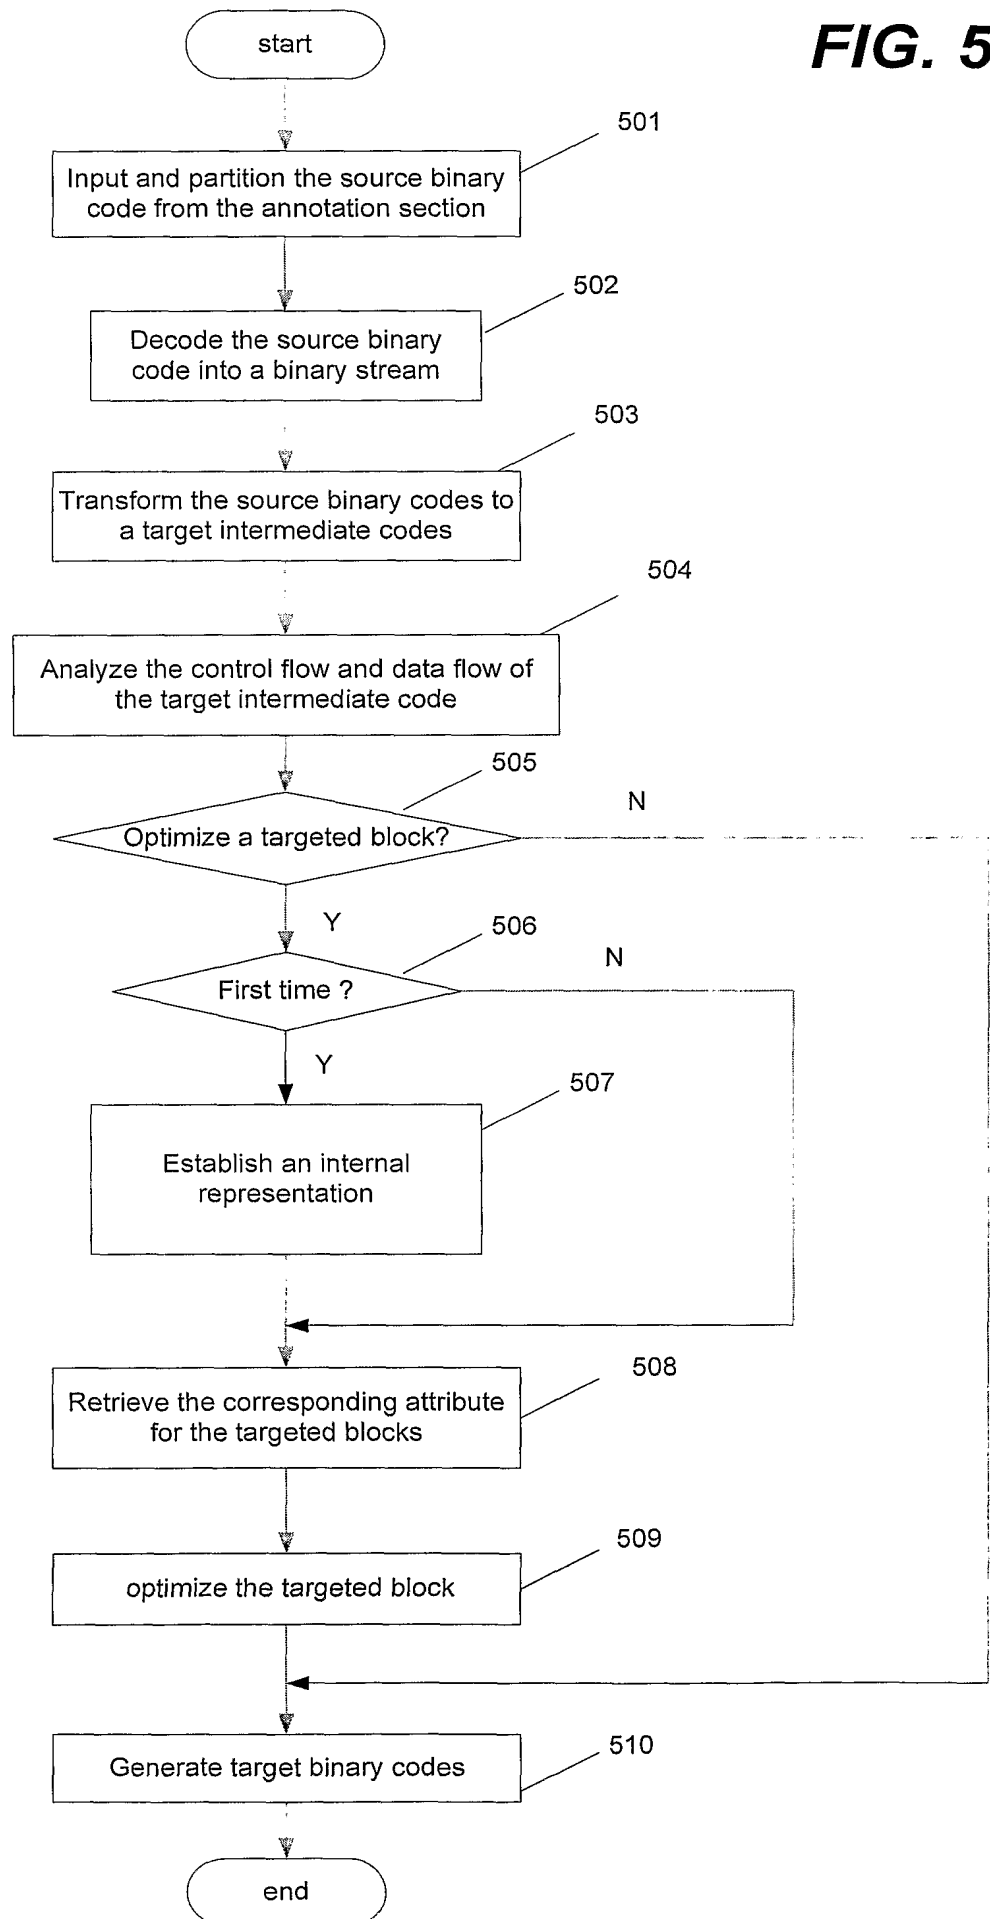 FIG. 5
start
501
Input and partition the source binary
code from the annotation section
502
Decode the source binary
code into a binary stream
503
Transform the source binary codes to
a target intermediate codes
504
Analyze the control flow and data flow of
the target intermediate code
505
N
Optimize a targeted block?
Y
506
N
First time ?
Y
507
Establish an internal
representation
508
Retrieve the corresponding attribute
for the targeted blocks
509
optimize the targeted block
510
Generate target binary codes
end